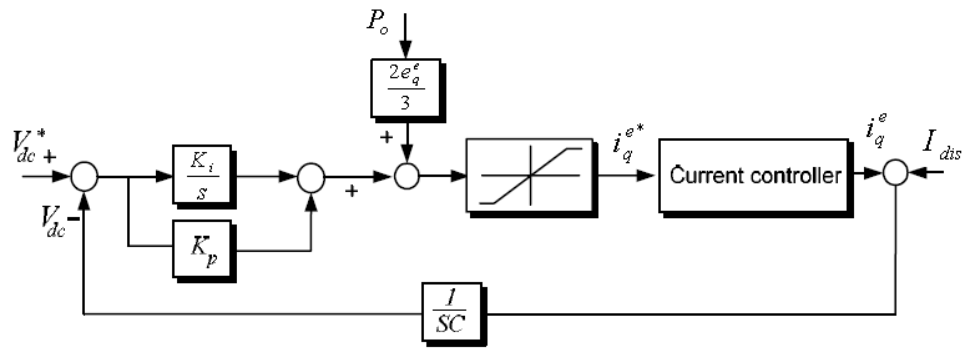 P_o
2e_q^e
3
+
V_dc^*
+
K_i
s
+
i_q^e*
Current controller
i_q^e
I_dis
V_dc
−
K_p
1
SC